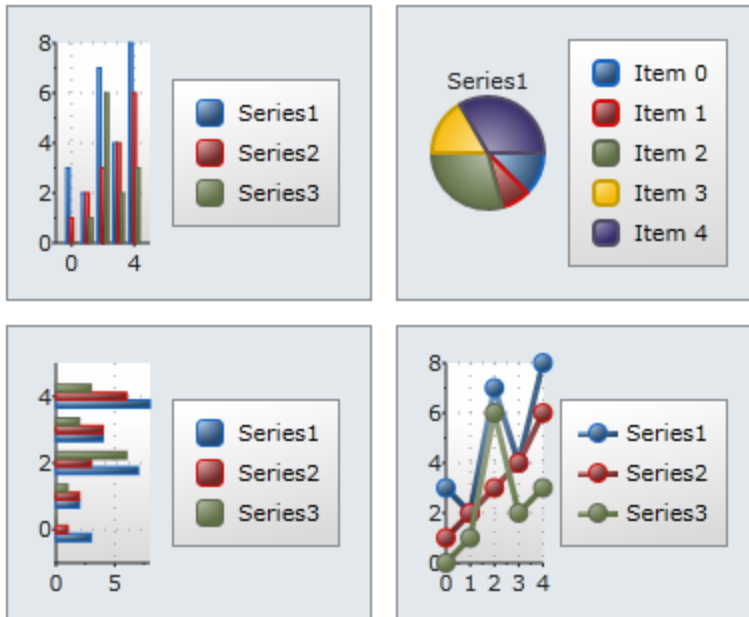 8
6
4
2
0
0 4
Series1
Series2
Series3
Series1
Item 0
Item 1
Item 2
Item 3
Item 4
4
2
0
0 5
Series1
Series2
Series3
8
6
4
2
0
0 1 2 3 4
Series1
Series2
Series3